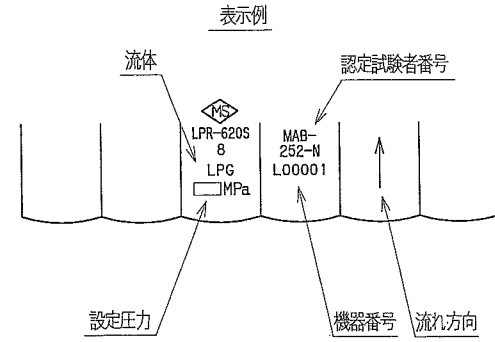 表示例
流体
認定試験者番号
MS
LPR-620S
8
LPG
MPa
MAB-
252-N
L00001
設定圧力
機器番号
流れ方向